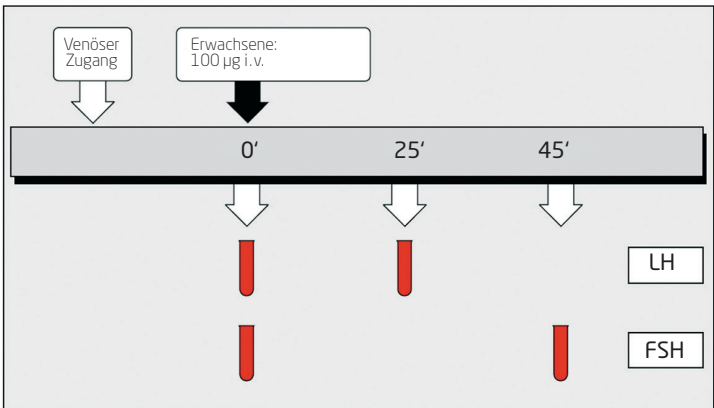 Venöser
Zugang
Erwachsene:
100 µg i.v.
0‘
25‘
45‘
LH
FSH